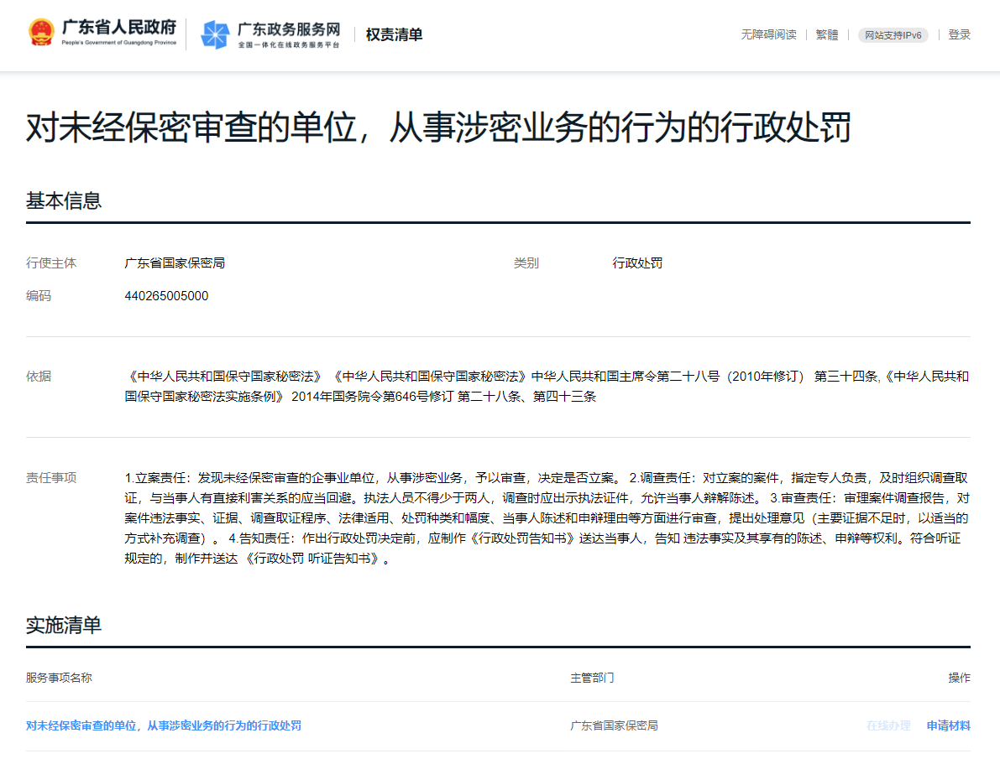 广东省人民政府
People's Government of Guangdong Province
广东政务服务网
全国一体化在线政务服务平台
权责清单
无障碍阅读
繁體
网站支持IPv6
登录
对未经保密审查的单位，从事涉密业务的行为的行政处罚
基本信息
行使主体 广东省国家保密局 类别 行政处罚
编码 440265005000
依据 《中华人民共和国保守国家秘密法》 《中华人民共和国保守国家秘密法》中华人民共和国主席令第二十八号（2010年修订） 第三十四条,《中华人民共和
国保守国家秘密法实施条例》 2014年国务院令第646号修订 第二十八条、第四十三条
责任事项 1.立案责任：发现未经保密审查的企事业单位，从事涉密业务，予以审查，决定是否立案。 2.调查责任：对立案的案件，指定专人负责，及时组织调查取
证，与当事人有直接利害关系的应当回避。执法人员不得少于两人，调查时应出示执法证件，允许当事人辩解陈述。 3.审查责任：审理案件调查报告，对
案件违法事实、证据、调查取证程序、法律适用、处罚种类和幅度、当事人陈述和申辩理由等方面进行审查，提出处理意见（主要证据不足时，以适当的
方式补充调查）。 4.告知责任：作出行政处罚决定前，应制作《行政处罚告知书》送达当事人，告知 违法事实及其享有的陈述、申辩等权利。符合听证
规定的，制作并送达 《行政处罚 听证告知书》。
实施清单
服务事项名称 主管部门 操作
对未经保密审查的单位，从事涉密业务的行为的行政处罚 广东省国家保密局 在线办理 申请材料